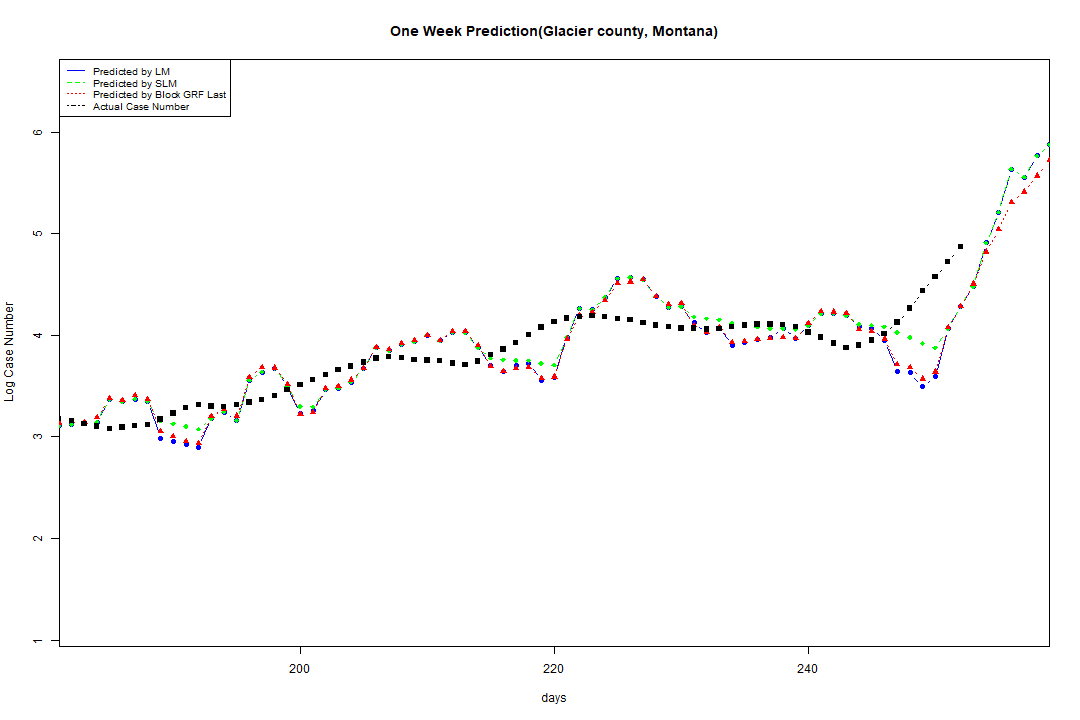 One Week Prediction(Glacier county, Montana)
Predicted by LM
Predicted by SLM
Predicted by Block GRF Last
Actual Case Number
6
5
4
3
2
1
Log Case Number
200 220 240
days